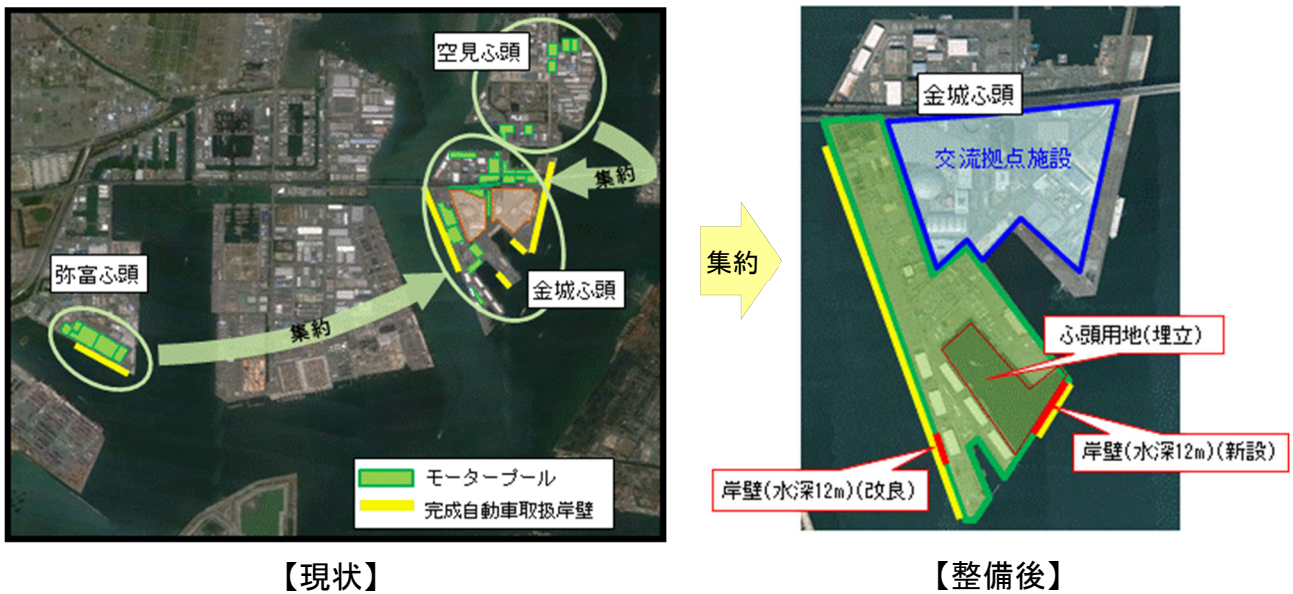 空見ふ頭
集約
弥富ふ頭
集約
金城ふ頭
モータープール
完成自動車取扱岸壁
【現状】
集約
金城ふ頭
交流拠点施設
ふ頭用地(埋立)
岸壁(水深12m)(新設)
岸壁(水深12m)(改良)
【整備後】